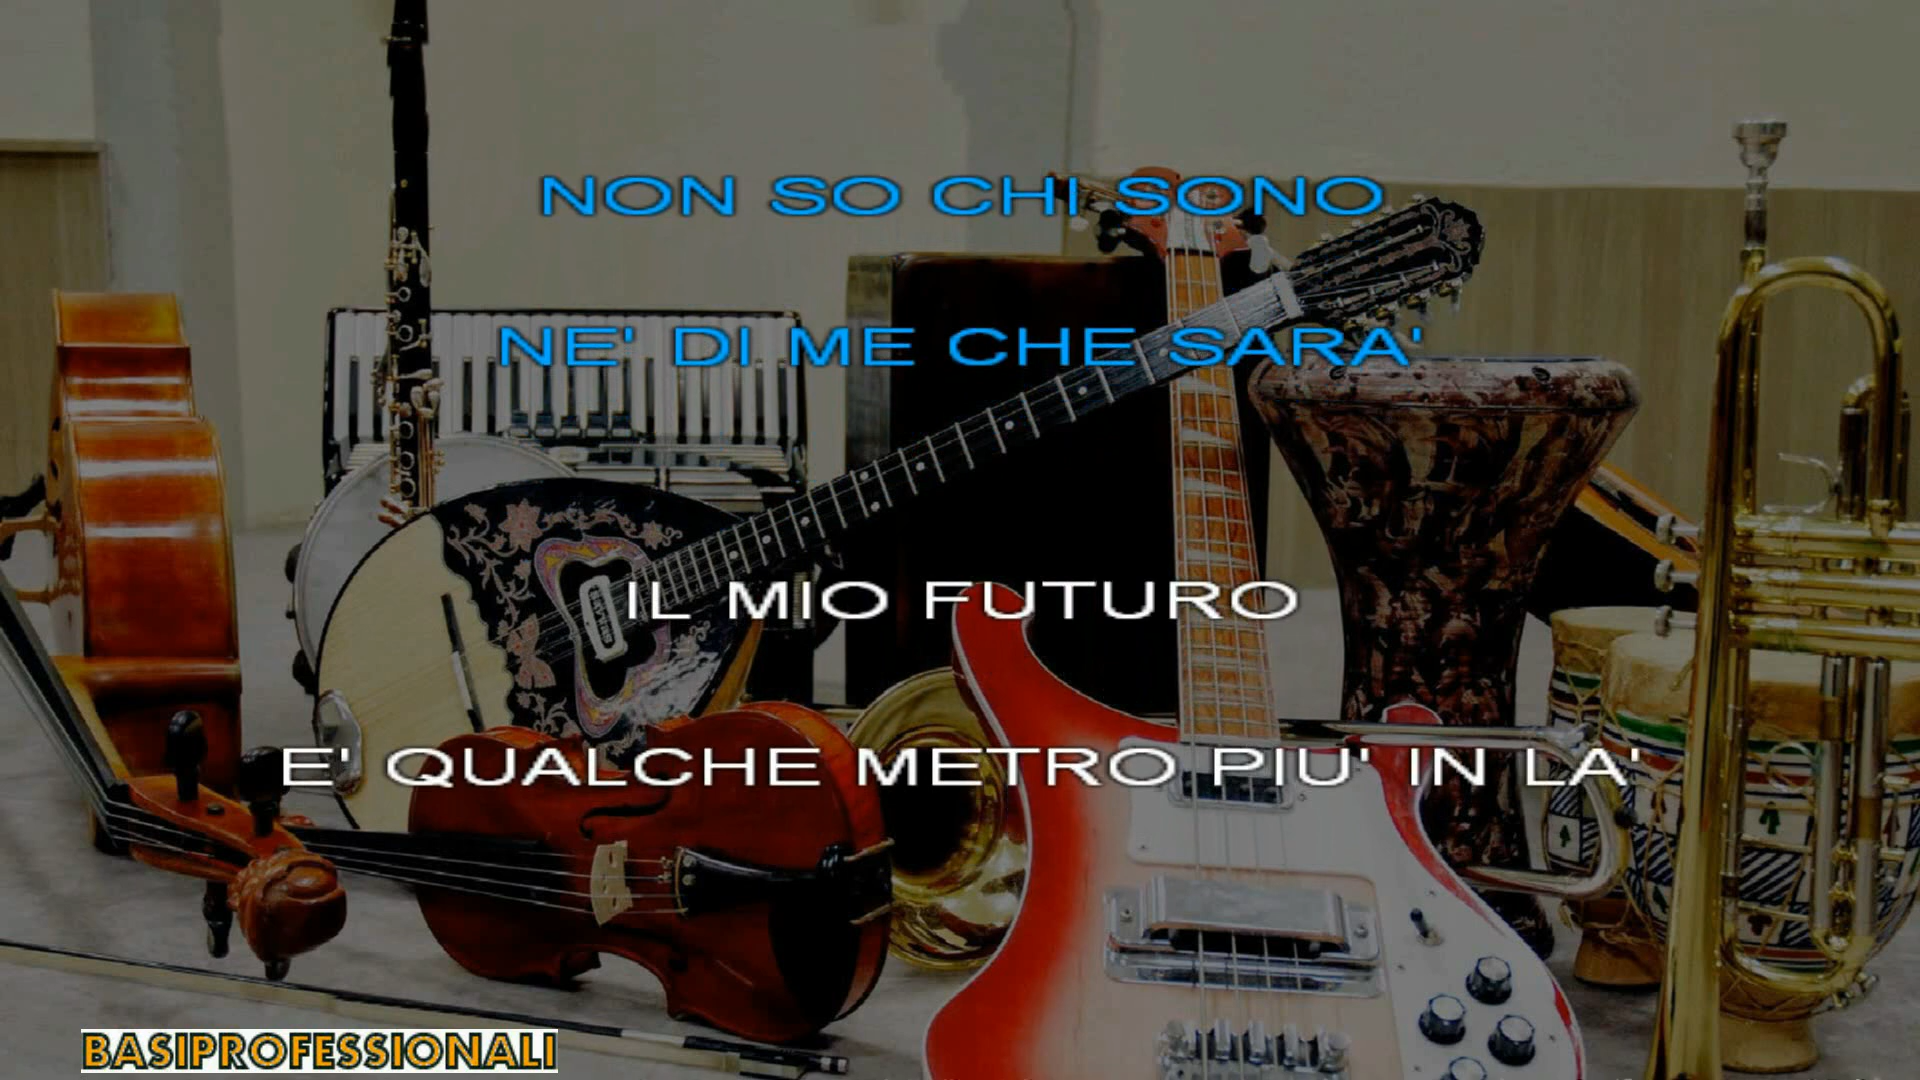 NON SO CHI SONO
NE' DI ME CHE SARA'
IL MIO FUTURO
E' QUALCHE METRO PIU' IN LA'
BASIPROFESSIONALI